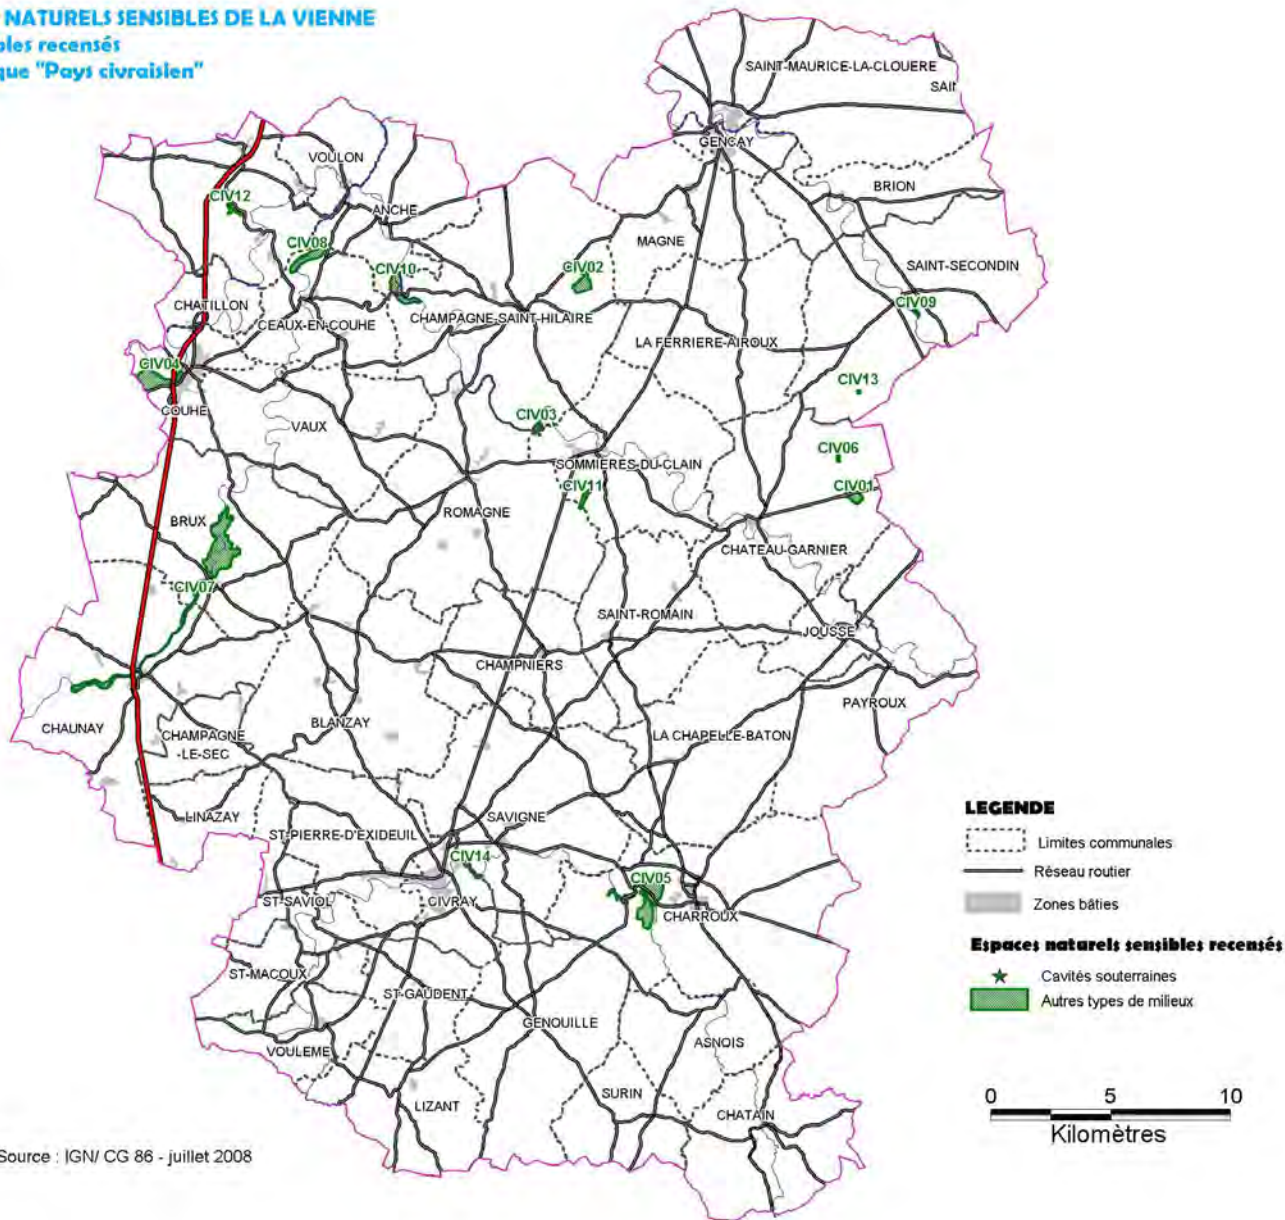 NATURELS SENSIBLES DE LA VIENNE
bles recensés
que "Pays civraisien"
SAINT-MAURICE-LA-CLOUERE
SAI
GENCAY
VOULON
BRION
CIV12
ANCHE
MAGNE
CIV08
SAINT-SECONDIN
CIV10
CIV02
CHATILLON
CIV09
CEAUX-EN-COUHE
CHAMPAGNE-SAINT-HILAIRE
LA FERRIERE-AIROUX
CIV04
CIV13
COUHE
CIV03
VAUX
CIV06
SOMMIERES-DU-CLAIN
CIV11
CIV01
ROMAGNE
BRUX
CHATEAU-GARNIER
CIV07
SAINT-ROMAIN
JOUSSE
CHAMPNIERS
PAYROUX
BLANZAY
CHAUNAY
CHAMPAGNE
-LE-SEC
LA CHAPELLE-BATON
LINAZAY
SAVIGNE
ST-PIERRE-D'EXIDEUIL
CIV14
CIV05
ST-SAVIOL
CIVRAY
CHARROUX
ST-MACOUX
ST-GAUDENT
GENOUILLE
ASNOIS
VOULEME
SURIN
LIZANT
CHATAIN
LEGENDE
Limites communales
Réseau routier
Zones bâties
Espaces naturels sensibles recensés
Cavités souterraines
Autres types de milieux
0 5 10
Kilomètres
Source : IGN/ CG 86 - juillet 2008